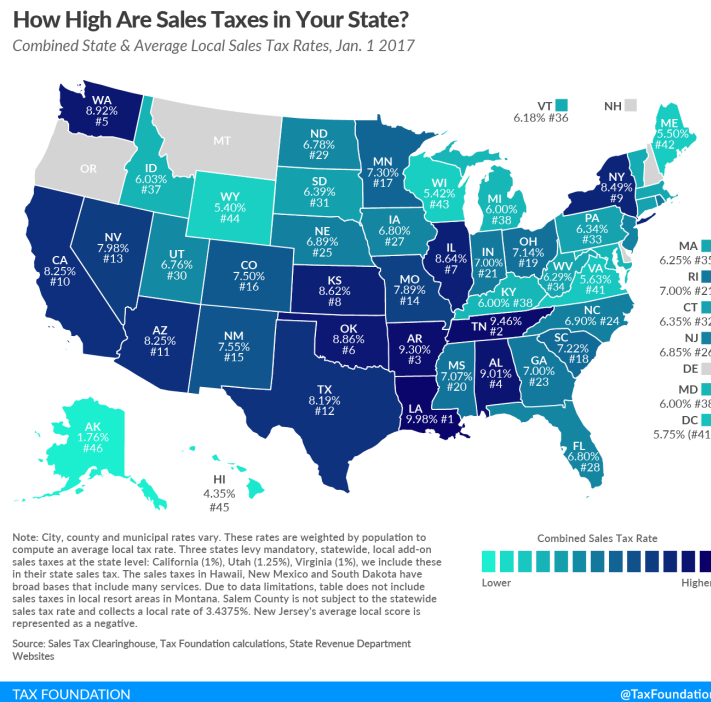 How High Are Sales Taxes in Your State?
Combined State & Average Local Sales Tax Rates, Jan. 1 2017
WA
8.92%
#5
OR
MT
ID
6.03%
#37
WY
5.40%
#44
NV
7.98%
#13
UT
6.76%
#30
CA
8.25%
#10
AZ
8.25%
#11
CO
7.50%
#16
NM
7.55%
#15
ND
6.78%
#29
SD
6.39%
#31
NE
6.89%
#25
KS
8.62%
#8
OK
8.86%
#6
TX
8.19%
#12
MN
7.30%
#17
IA
6.80%
#27
MO
7.89%
#14
AR
9.30%
#3
LA
9.98% #1
WI
5.42%
#43
IL
8.64%
#7
MI
6.00%
#38
IN
7.00%
#21
OH
7.14%
#19
KY
6.00% #38
TN 9.46%
#2
MS
7.07%
#20
AL
9.01%
#4
GA
7.00%
#23
FL
6.80%
#28
SC
7.22%
#18
NC
6.90% #24
VA
5.63%
#41
WV
6.29%
#34
PA
6.34%
#33
NY
8.49%
#9
VT
6.18% #36
NH
ME
5.50%
#42
MA
6.25% #35
RI
7.00% #21
CT
6.35% #32
NJ
6.85% #26
DE
MD
6.00% #38
DC
5.75% (#41
AK
1.76%
#46
HI
4.35%
#45
Note: City, county and municipal rates vary. These rates are weighted by population to
compute an average local tax rate. Three states levy mandatory, statewide, local add-on
sales taxes at the state level: California (1%), Utah (1.25%), Virginia (1%), we include these
in their state sales tax. The sales taxes in Hawaii, New Mexico and South Dakota have
broad bases that include many services. Due to data limitations, table does not include
sales taxes in local resort areas in Montana. Salem County is not subject to the statewide
sales tax rate and collects a local rate of 3.4375%. New Jersey's average local score is
represented as a negative.
Source: Sales Tax Clearinghouse, Tax Foundation calculations, State Revenue Department
Websites
Combined Sales Tax Rate
Lower
Higher
TAX FOUNDATION
@TaxFoundation